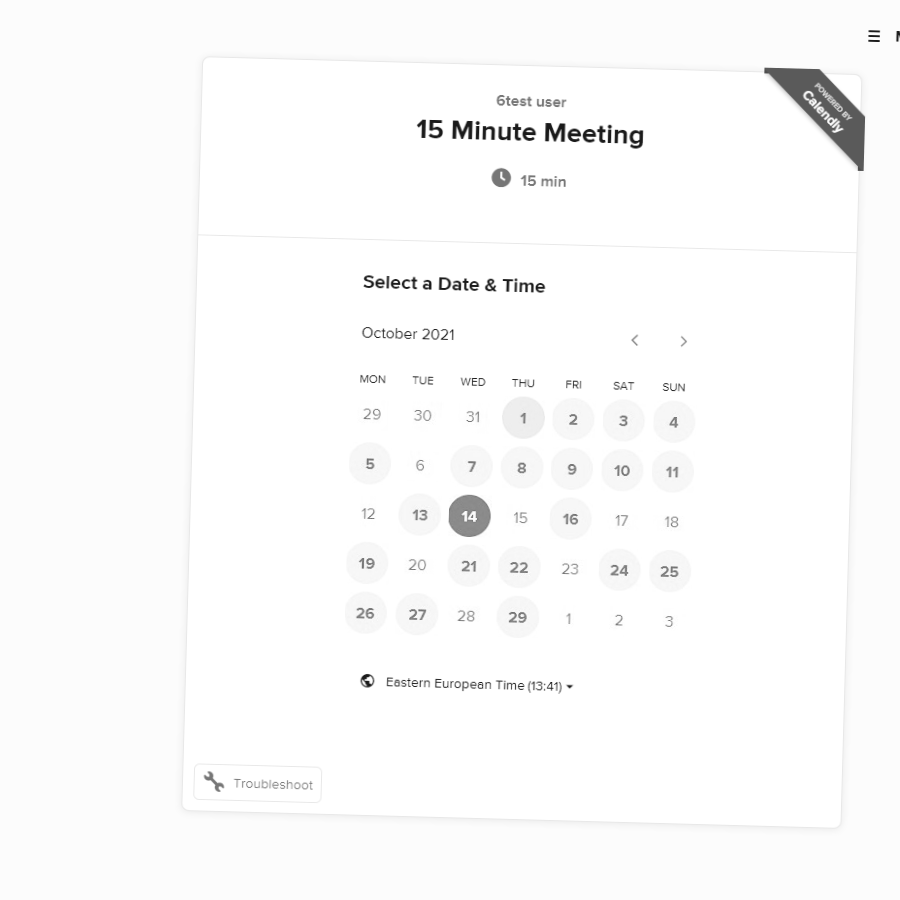 ☰ M
POWERED BY
Calendly
6test user
15 Minute Meeting
15 min
Select a Date & Time
October 2021
MON TUE WED THU FRI SAT SUN
29 30 31 1 2 3 4
5 6 7 8 9 10 11
12 13 14 15 16 17 18
19 20 21 22 23 24 25
26 27 28 29 1 2 3
Eastern European Time (13:41)
Troubleshoot